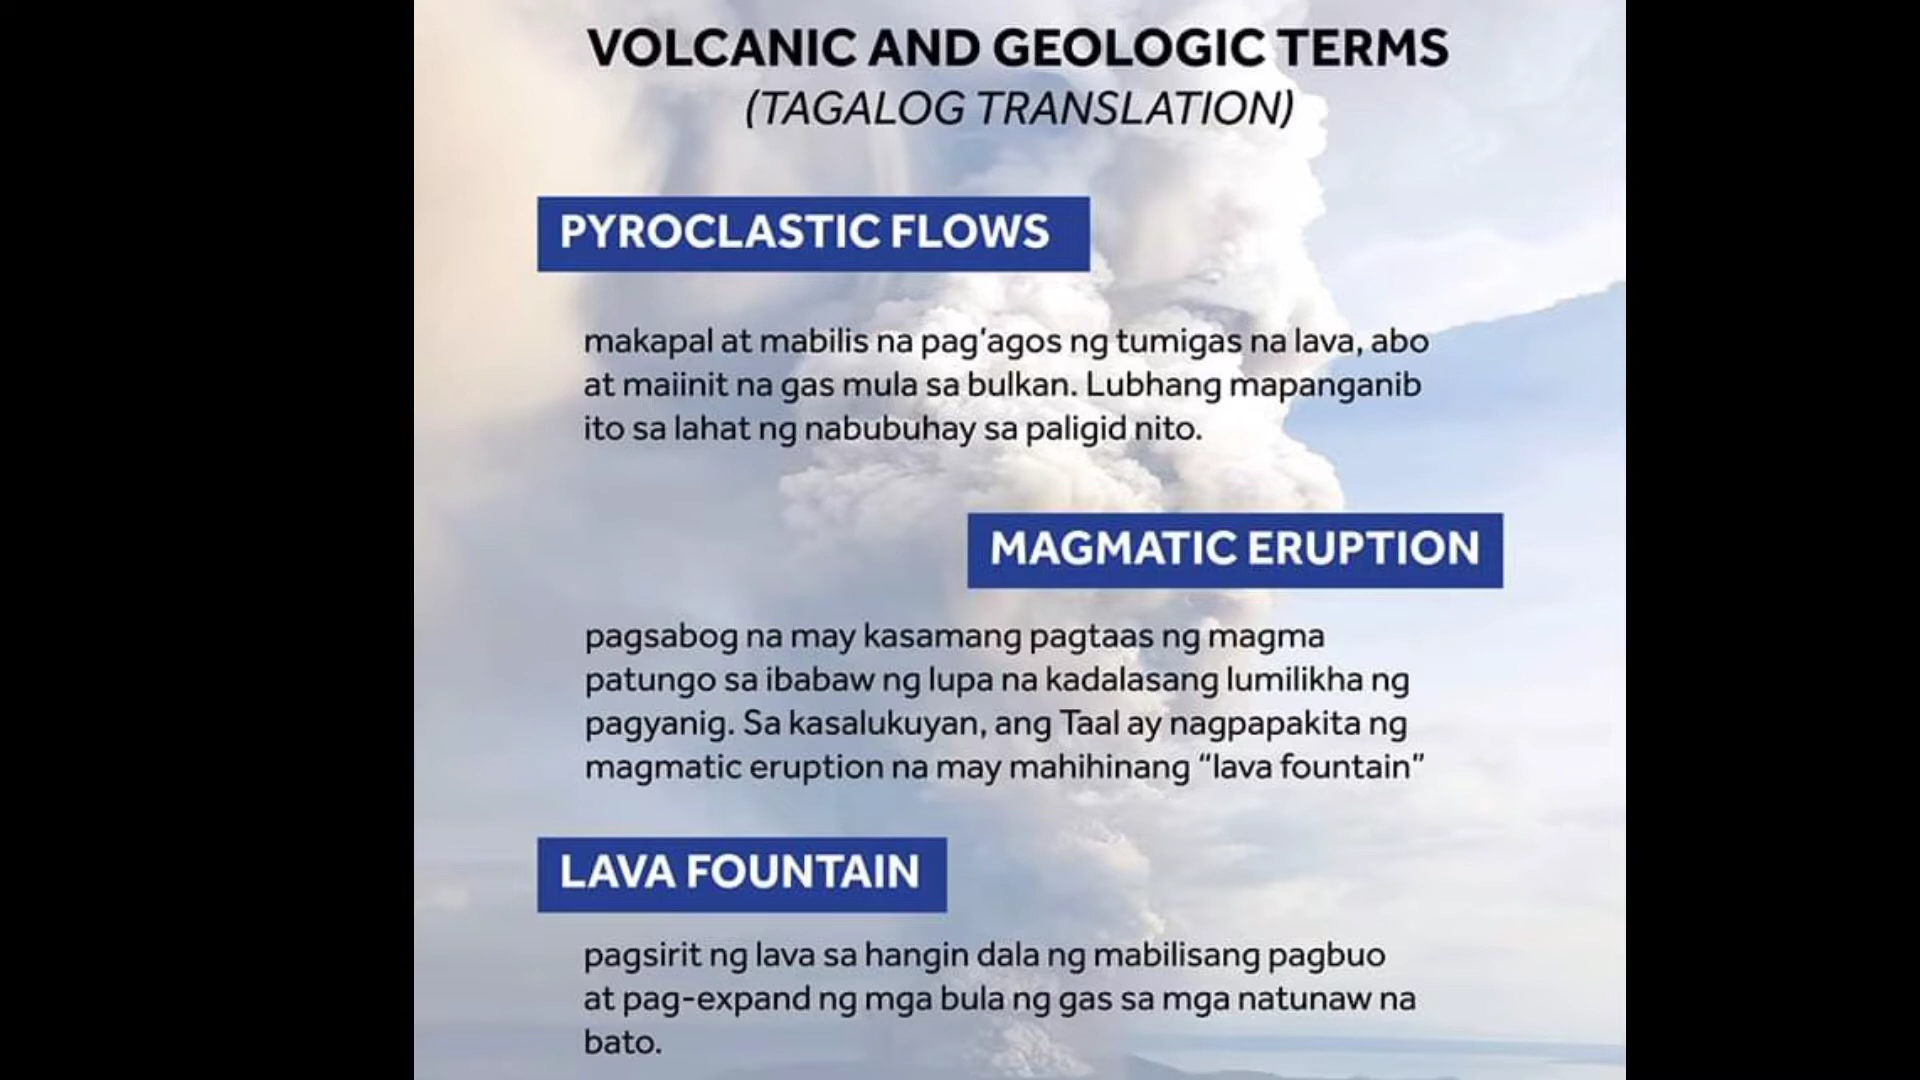 VOLCANIC AND GEOLOGIC TERMS
(TAGALOG TRANSLATION)
PYROCLASTIC FLOWS
makapal at mabilis na pag’agos ng tumigas na lava, abo
at maiinit na gas mula sa bulkan. Lubhang mapanganib
ito sa lahat ng nabubuhay sa paligid nito.
MAGMATIC ERUPTION
pagsabog na may kasamang pagtaas ng magma
patungo sa ibabaw ng lupa na kadalasang lumilikha ng
pagyanig. Sa kasalukuyan, ang Taal ay nagpapakita ng
magmatic eruption na may mahihinang “lava fountain”
LAVA FOUNTAIN
pagsirit ng lava sa hangin dala ng mabilisang pagbuo
at pag-expand ng mga bula ng gas sa mga natunaw na
bato.